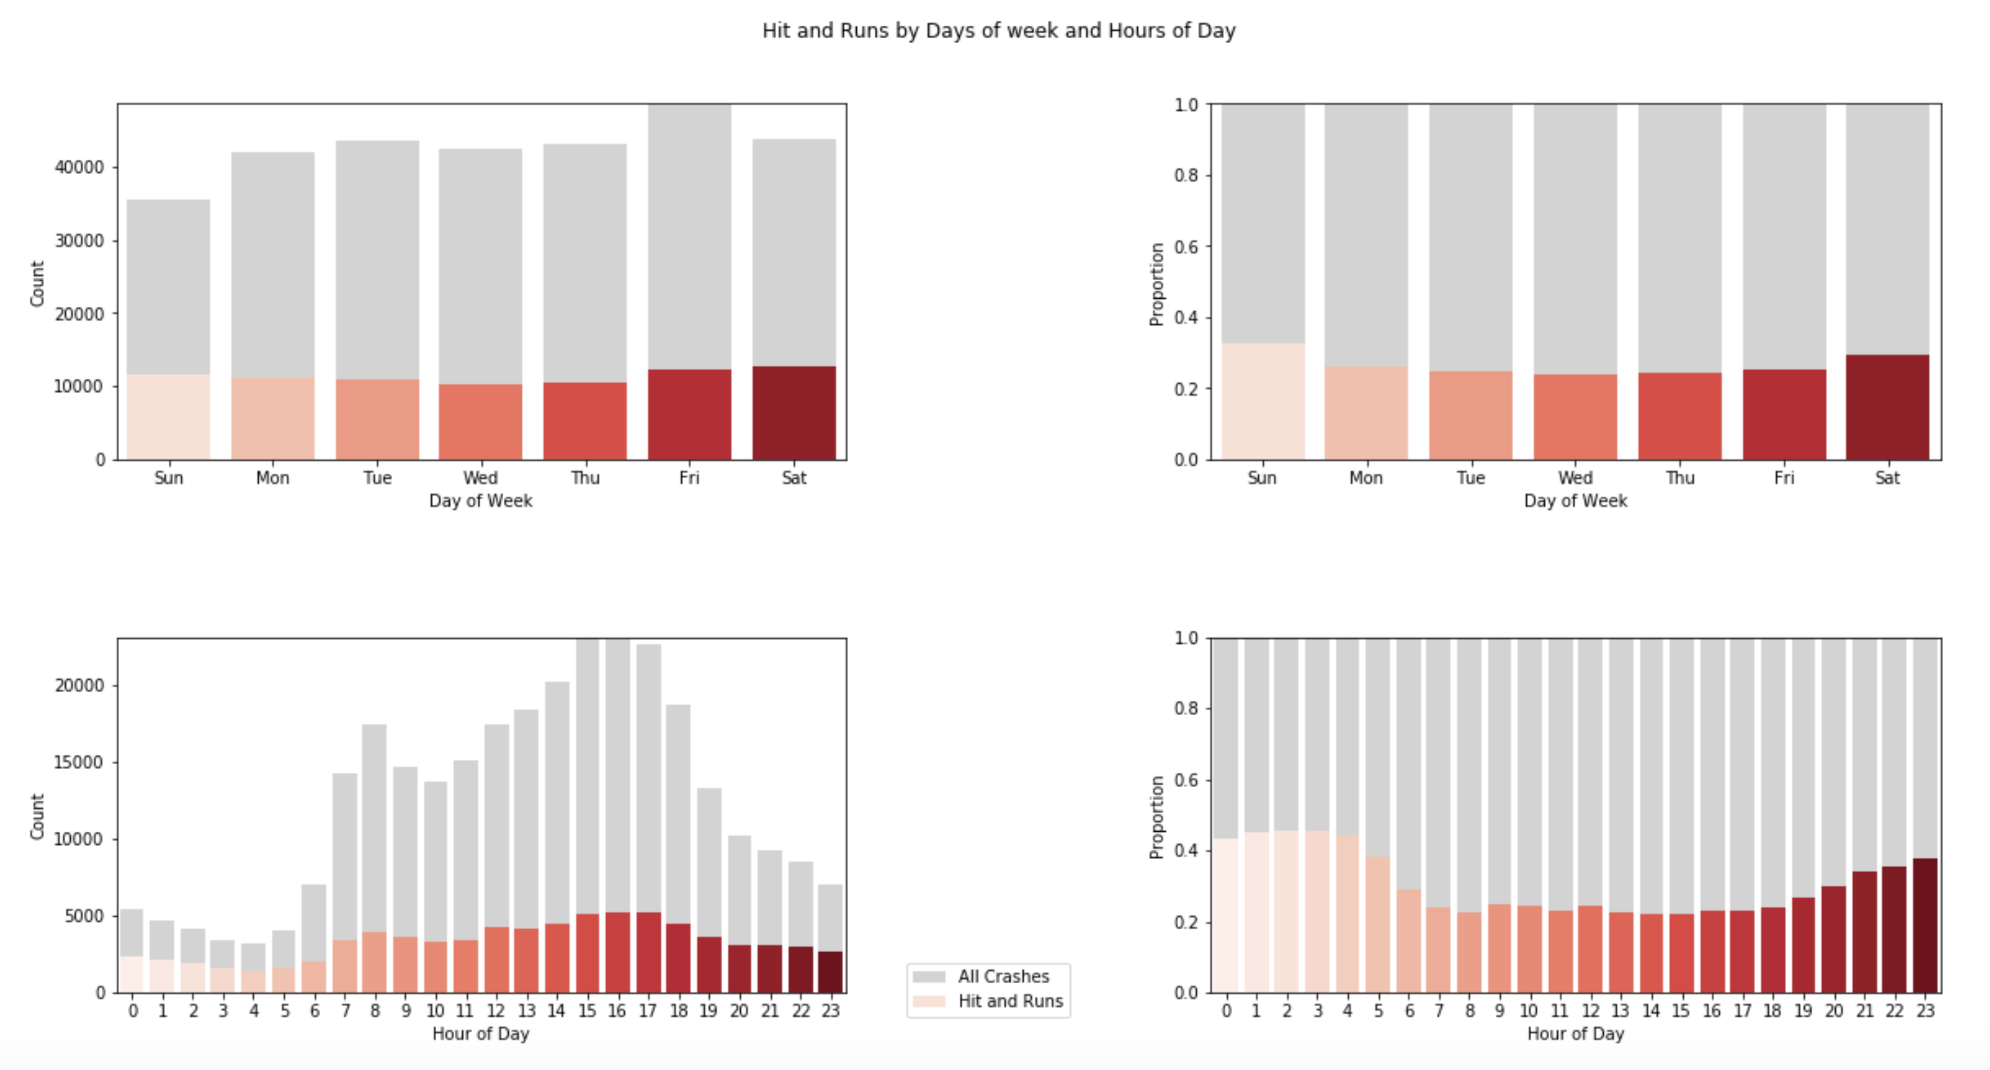 Hit and Runs by Days of week and Hours of Day
40000
30000
20000
10000
0
Count
Sun Mon Tue Wed Thu Fri Sat
Day of Week
1.0
0.8
0.6
0.4
0.2
0.0
Proportion
Sun Mon Tue Wed Thu Fri Sat
Day of Week
20000
15000
10000
5000
0
Count
0 1 2 3 4 5 6 7 8 9 10 11 12 13 14 15 16 17 18 19 20 21 22 23
Hour of Day
All Crashes
Hit and Runs
1.0
0.8
0.6
0.4
0.2
0.0
Proportion
0 1 2 3 4 5 6 7 8 9 10 11 12 13 14 15 16 17 18 19 20 21 22 23
Hour of Day